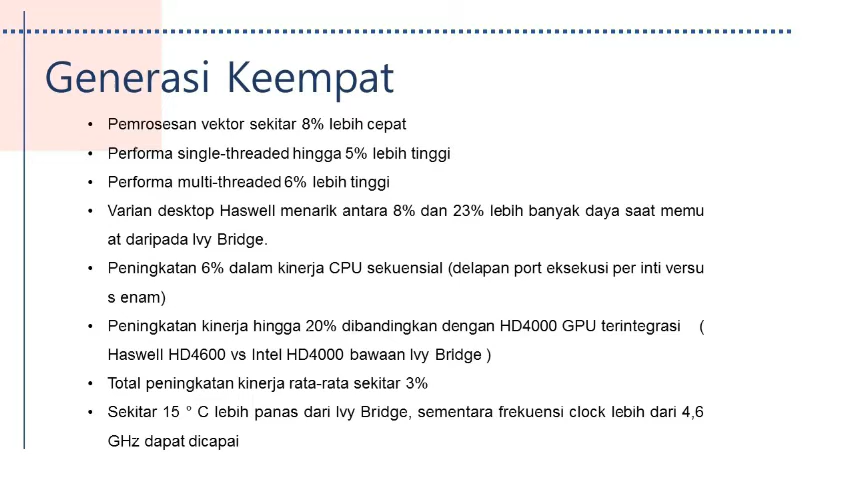 Generasi Keempat
• Pemrosesan vektor sekitar 8% lebih cepat
• Performa single-threaded hingga 5% lebih tinggi
• Performa multi-threaded 6% lebih tinggi
• Varian desktop Haswell menarik antara 8% dan 23% lebih banyak daya saat memu
at daripada Ivy Bridge.
• Peningkatan 6% dalam kinerja CPU sekuensial (delapan port eksekusi per inti versu
s enam)
• Peningkatan kinerja hingga 20% dibandingkan dengan HD4000 GPU terintegrasi (
Haswell HD4600 vs Intel HD4000 bawaan Ivy Bridge )
• Total peningkatan kinerja rata-rata sekitar 3%
• Sekitar 15 ° C lebih panas dari Ivy Bridge, sementara frekuensi clock lebih dari 4,6
GHz dapat dicapai